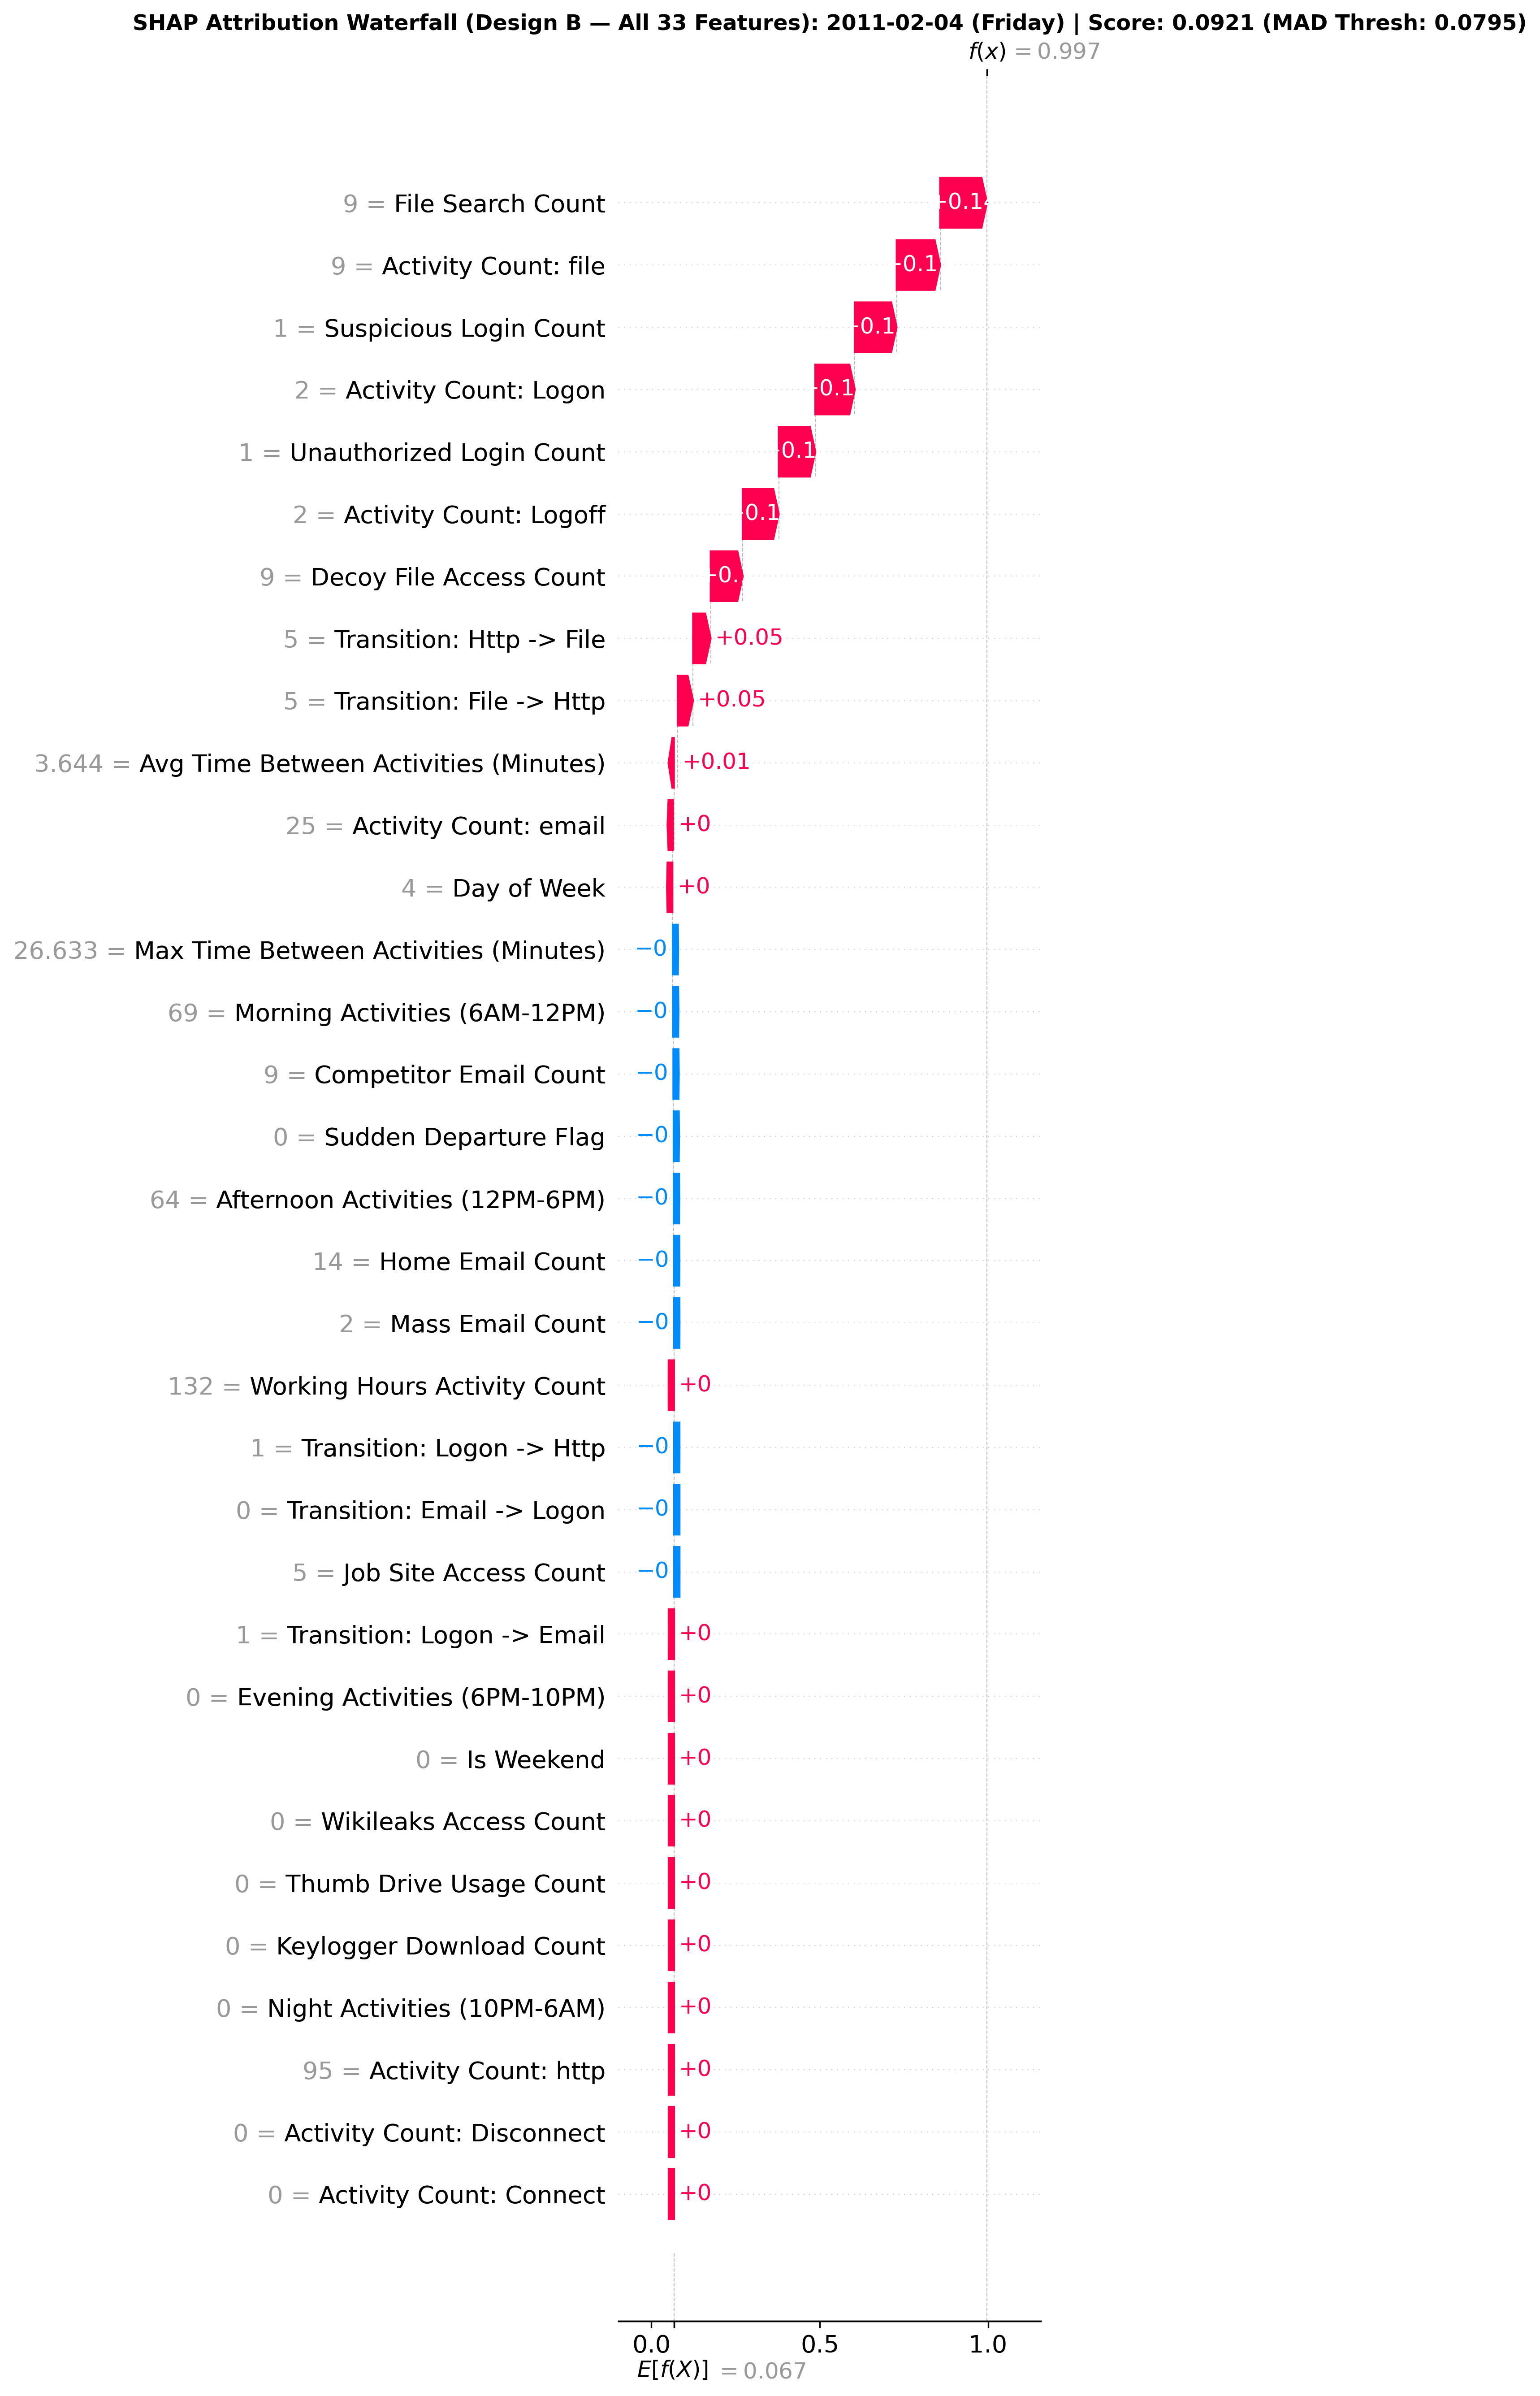 SHAP Attribution Waterfall (Design B — All 33 Features): 2011-02-04 (Friday) | Score: 0.0921 (MAD Thresh: 0.0795)
f(x) = 0.997
9 = File Search Count
9 = Activity Count: file
1 = Suspicious Login Count
2 = Activity Count: Logon
1 = Unauthorized Login Count
2 = Activity Count: Logoff
9 = Decoy File Access Count
5 = Transition: Http -> File +0.05
5 = Transition: File -> Http +0.05
3.644 = Avg Time Between Activities (Minutes) +0.01
25 = Activity Count: email +0
4 = Day of Week +0
26.633 = Max Time Between Activities (Minutes) −0
69 = Morning Activities (6AM-12PM) −0
9 = Competitor Email Count −0
0 = Sudden Departure Flag −0
64 = Afternoon Activities (12PM-6PM) −0
14 = Home Email Count −0
2 = Mass Email Count −0
132 = Working Hours Activity Count +0
1 = Transition: Logon -> Http −0
0 = Transition: Email -> Logon −0
5 = Job Site Access Count −0
1 = Transition: Logon -> Email +0
0 = Evening Activities (6PM-10PM) +0
0 = Is Weekend +0
0 = Wikileaks Access Count +0
0 = Thumb Drive Usage Count +0
0 = Keylogger Download Count +0
0 = Night Activities (10PM-6AM) +0
95 = Activity Count: http +0
0 = Activity Count: Disconnect +0
0 = Activity Count: Connect +0
0.0 0.5 1.0
E[f(X)] = 0.067